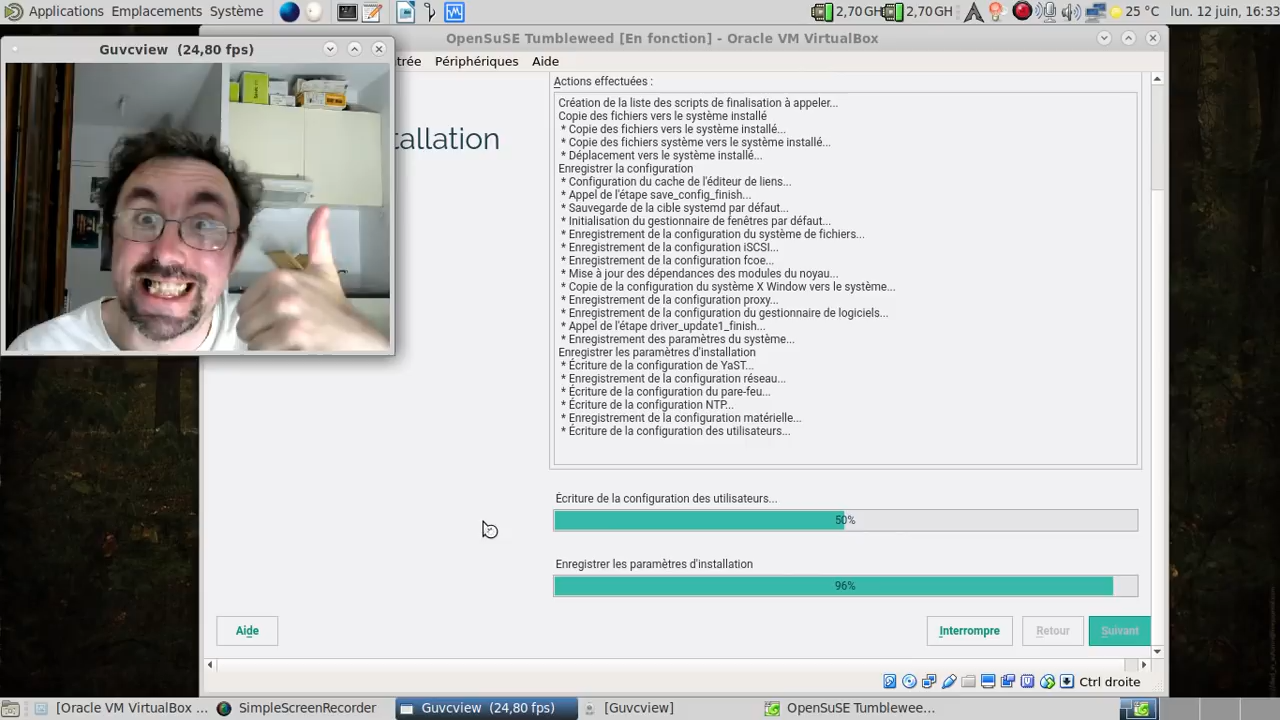 Applications Emplacements Système 2,70 GH 2,70 GH 25 °C lun. 12 juin, 16:33
OpenSuSE Tumbleweed [En fonction] - Oracle VM VirtualBox
Guvcview (24,80 fps)
trée Périphériques Aide
tallation
Actions effectuées :
Création de la liste des scripts de finalisation à appeler...
Copie des fichiers vers le système installé
* Copie des fichiers vers le système installé...
* Copie des fichiers système vers le système installé...
* Déplacement vers le système installé...
Enregistrer la configuration
* Configuration du cache de l'éditeur de liens...
* Appel de l'étape save_config_finish...
* Sauvegarde de la cible systemd par défaut...
* Initialisation du gestionnaire de fenêtres par défaut...
* Enregistrement de la configuration du système de fichiers...
* Enregistrement de la configuration iSCSI...
* Enregistrement de la configuration fcoe...
* Mise à jour des dépendances des modules du noyau...
* Copie de la configuration du système X Window vers le système...
* Enregistrement de la configuration proxy...
* Enregistrement de la configuration du gestionnaire de logiciels...
* Appel de l'étape driver_update1_finish...
* Enregistrement des paramètres du système...
Enregistrer les paramètres d'installation
* Écriture de la configuration de YaST...
* Enregistrement de la configuration réseau...
* Écriture de la configuration du pare-feu...
* Écriture de la configuration NTP...
* Enregistrement de la configuration matérielle...
* Écriture de la configuration des utilisateurs...
Écriture de la configuration des utilisateurs...
50%
Enregistrer les paramètres d'installation
96%
Aide Interrompre Retour Suivant
Ctrl droite
[Oracle VM VirtualBox ... SimpleScreenRecorder Guvcview (24,80 fps) [Guvcview] OpenSuSE Tumblewee...